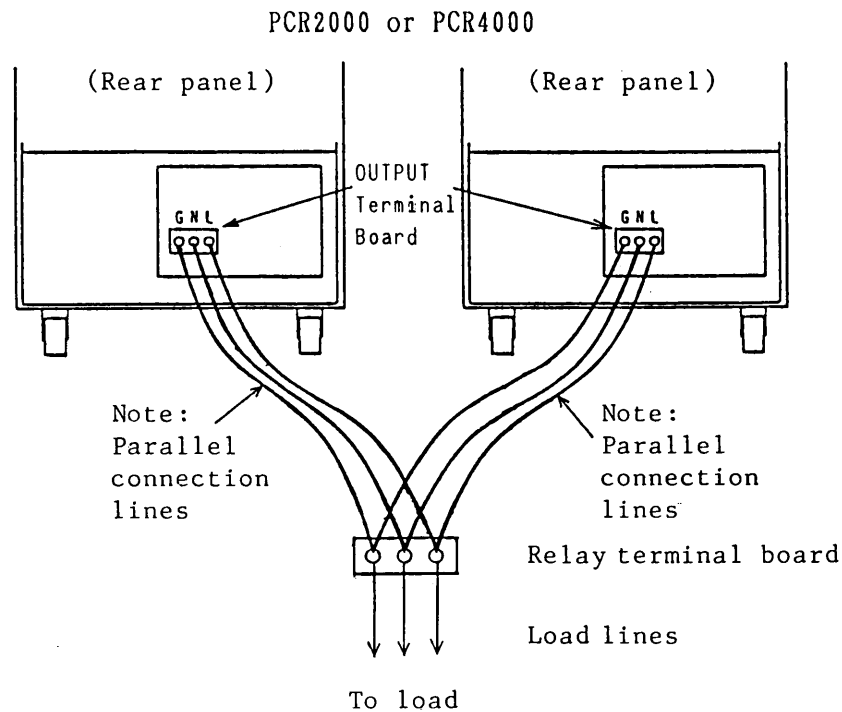 PCR2000 or PCR4000
(Rear panel)
(Rear panel)
OUTPUT
Terminal
Board
G N L
G N L
Note:
Parallel
connection
lines
Note:
Parallel
connection
lines
Relay terminal board
Load lines
To load